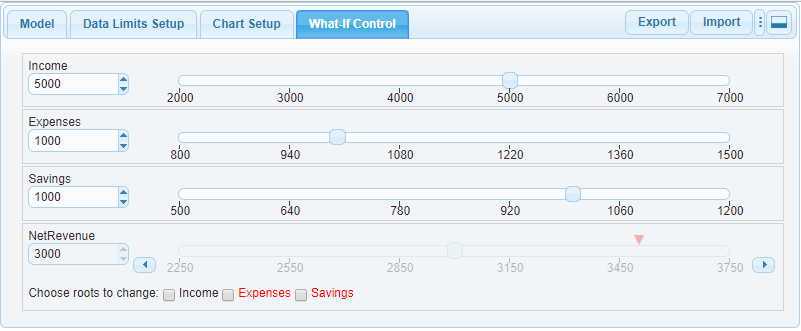 Model Data Limits Setup Chart Setup What-If Control Export Import
Income
5000
2000 3000 4000 5000 6000 7000
Expenses
1000
800 940 1080 1220 1360 1500
Savings
1000
500 640 780 920 1060 1200
NetRevenue
3000
2250 2550 2850 3150 3450 3750
Choose roots to change: Income Expenses Savings